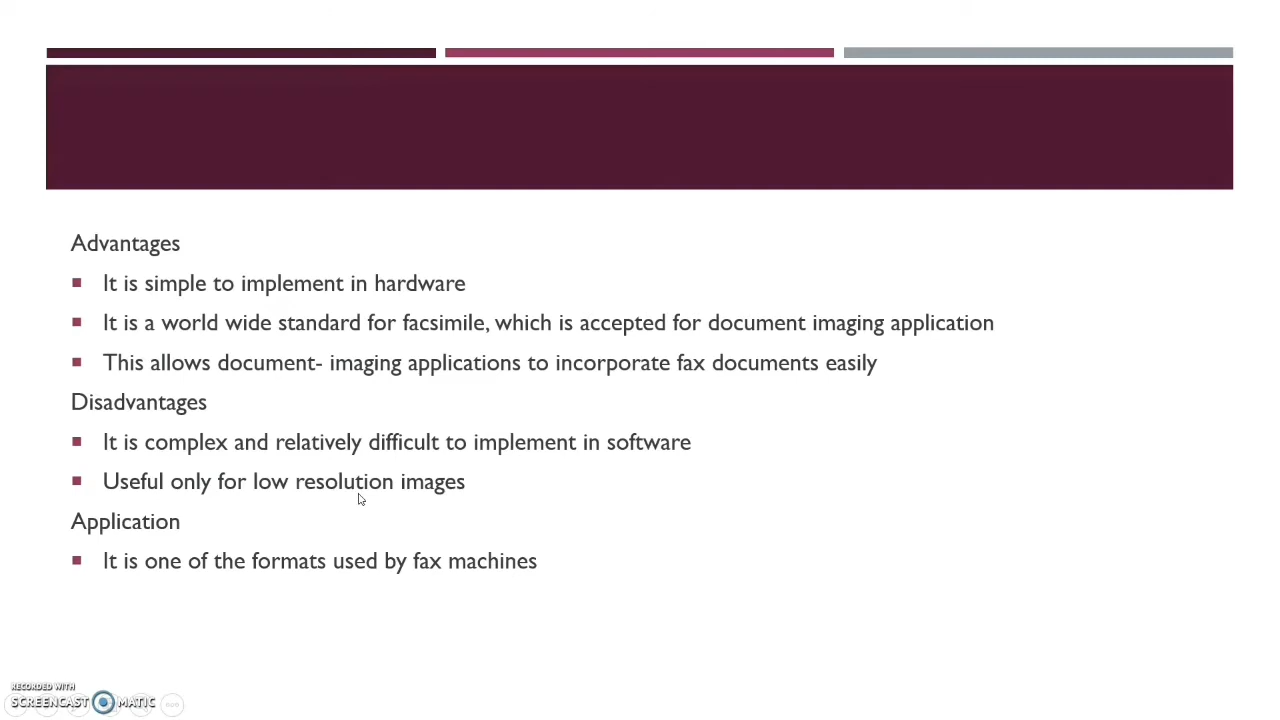 Advantages
It is simple to implement in hardware
It is a world wide standard for facsimile, which is accepted for document imaging application
This allows document- imaging applications to incorporate fax documents easily
Disadvantages
It is complex and relatively difficult to implement in software
Useful only for low resolution images
Application
It is one of the formats used by fax machines
RECORDED WITH
SCREENCAST MATIC